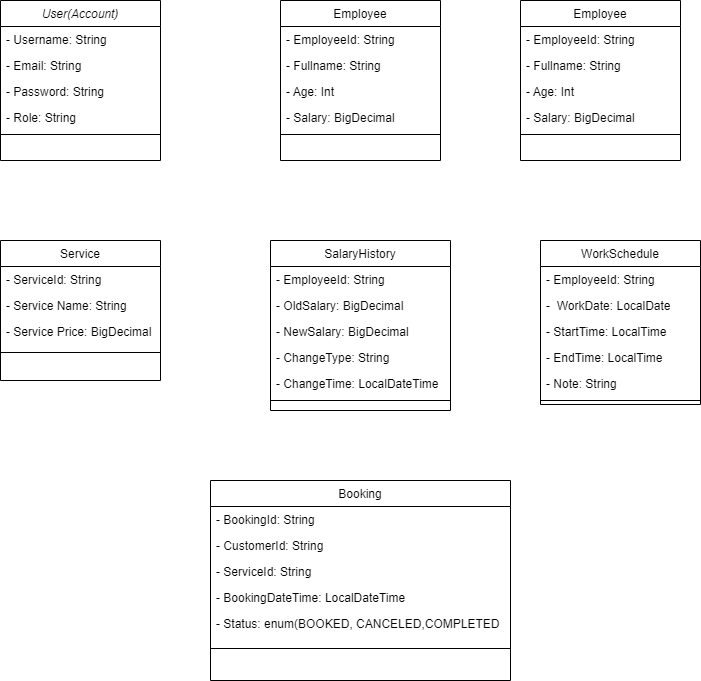 User(Account)
- Username: String
- Email: String
- Password: String
- Role: String
Employee
- EmployeeId: String
- Fullname: String
- Age: Int
- Salary: BigDecimal
Employee
- EmployeeId: String
- Fullname: String
- Age: Int
- Salary: BigDecimal
Service
- ServiceId: String
- Service Name: String
- Service Price: BigDecimal
SalaryHistory
- EmployeeId: String
- OldSalary: BigDecimal
- NewSalary: BigDecimal
- ChangeType: String
- ChangeTime: LocalDateTime
WorkSchedule
- EmployeeId: String
- WorkDate: LocalDate
- StartTime: LocalTime
- EndTime: LocalTime
- Note: String
Booking
- BookingId: String
- CustomerId: String
- ServiceId: String
- BookingDateTime: LocalDateTime
- Status: enum(BOOKED, CANCELED,COMPLETED